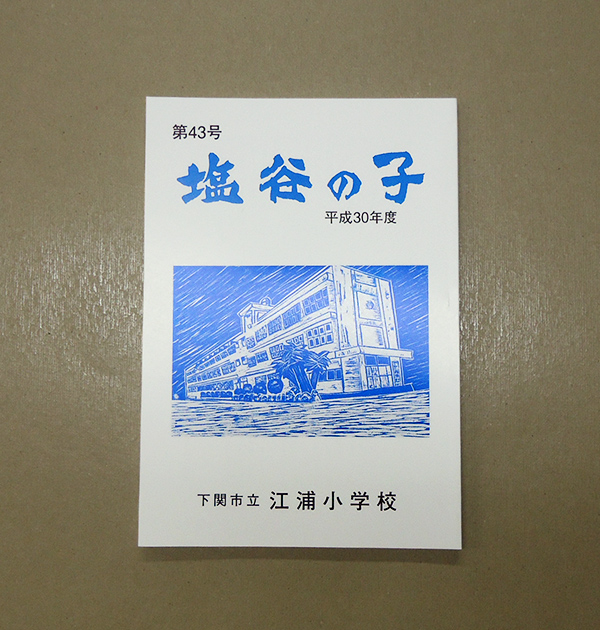 第43号
塩谷の子
平成30年度
下関市立 江浦小学校